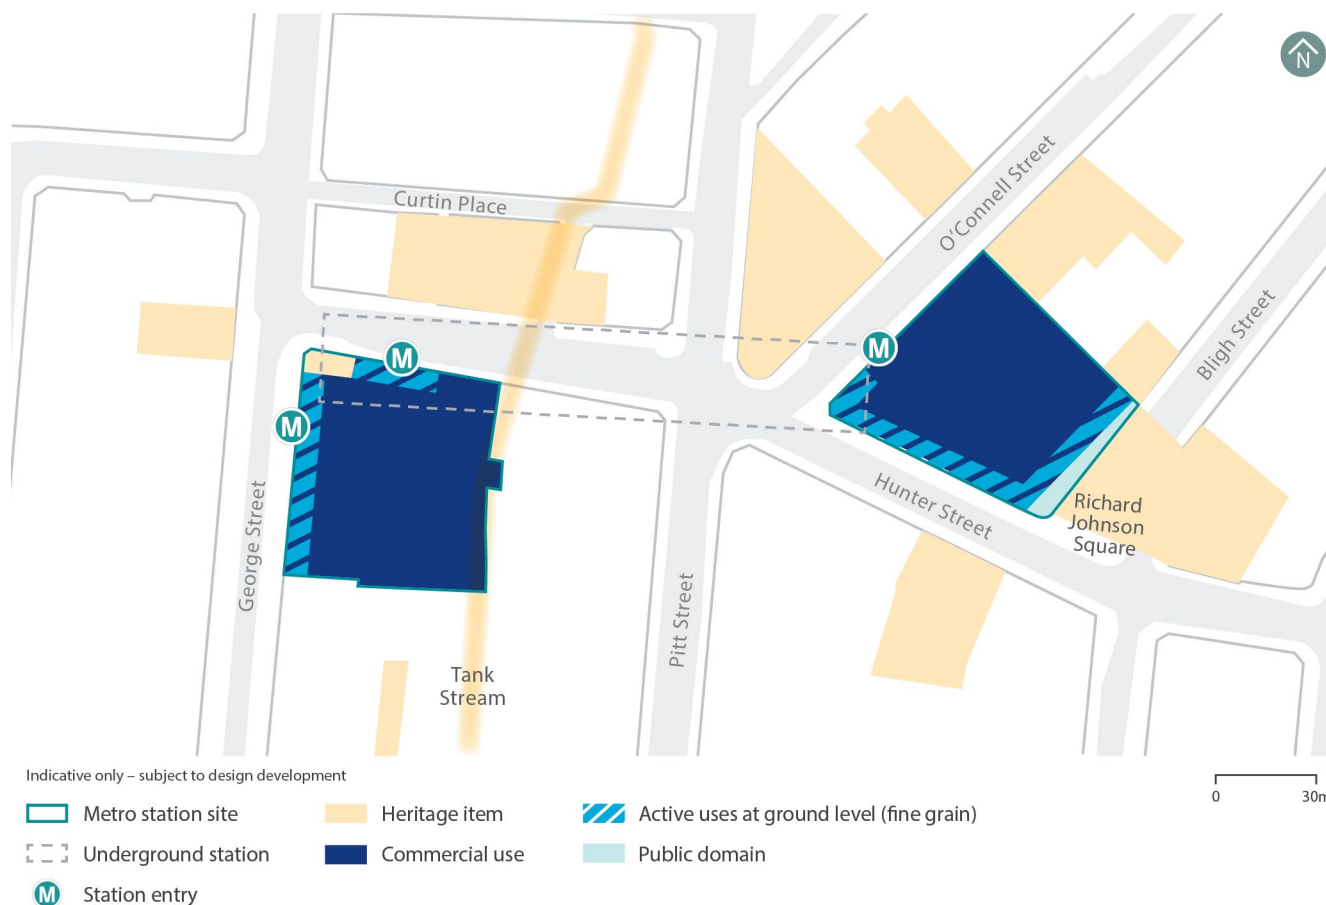 N
Curtin Place
O'Connell Street
Bligh Street
M
M
M
George Street
Hunter Street
Richard
Johnson
Square
Pitt Street
Tank
Stream
Indicative only – subject to design development
0
30m
Metro station site
Heritage item
Active uses at ground level (fine grain)
Underground station
Commercial use
Public domain
M
Station entry